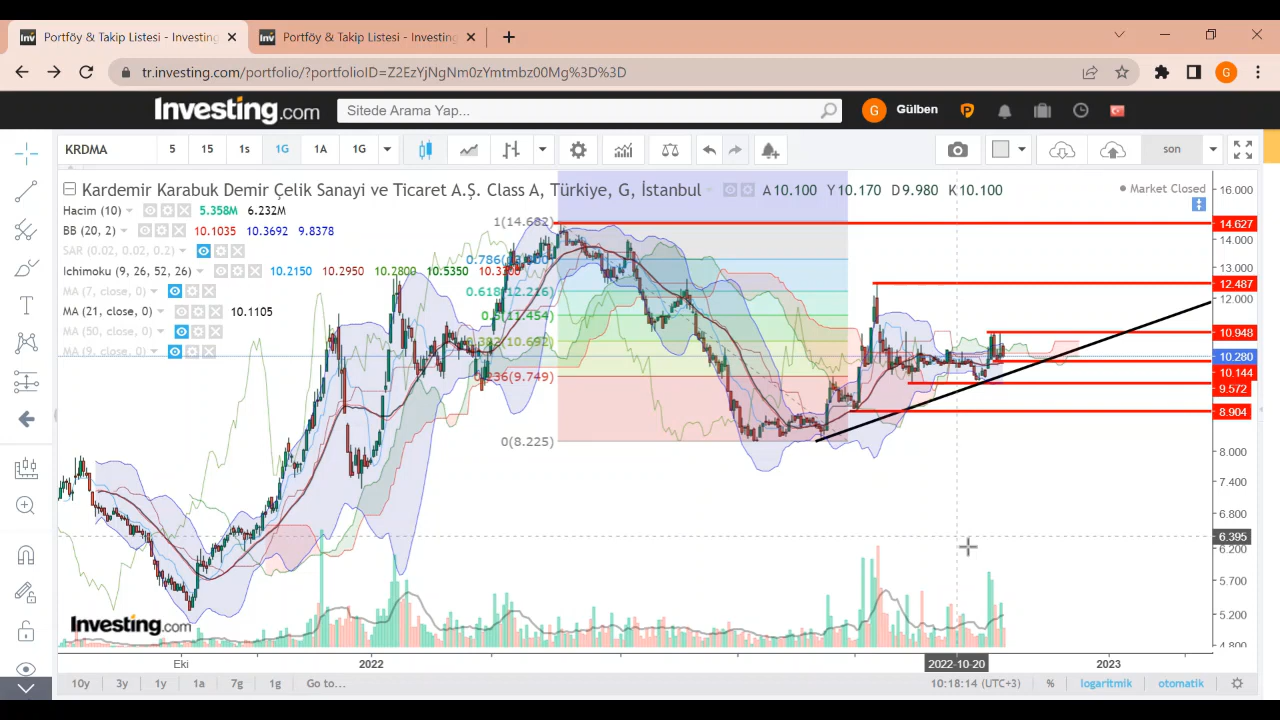 Portföy & Takip Listesi - Investing
Portföy & Takip Listesi - Investing
tr.investing.com/portfolio/?portfolioID=Z2EzYjNgNm0zYmtmbz00Mg%3D%3D
G
Investing.com
Sitede Arama Yap...
G
Gülben
P
KRDMA
5
15
1s
1G
1A
1G
son
Kardemir Karabuk Demir Çelik Sanayi ve Ticaret A.Ş. Class A, Türkiye, G, İstanbul
A10.100 Y10.170 D9.980 K10.100
Market Closed
Hacim (10) 5.358M 6.232M
BB (20, 2) 10.1035 10.3692 9.8378
SAR (0.02, 0.02, 0.2)
Ichimoku (9, 26, 52, 26) 10.2150 10.2950 10.2800 10.5350
MA (7, close, 0)
MA (21, close, 0) 10.1105
MA (50, close, 0)
MA (9, close, 0)
1(14.682)
0.618(12.216)
0.5(11.454)
0.382(10.692)
0.236(9.749)
0(8.225)
16.000
14.627
14.000
13.000
12.487
12.000
10.948
10.280
10.144
9.572
8.904
8.000
7.400
6.800
6.395
6.200
5.700
5.200
4.800
Investing.com
Eki
2022
2022-10-20
2023
10y
3y
1y
1a
7g
1g
Go to...
10:18:14 (UTC+3)
%
logaritmik
otomatik